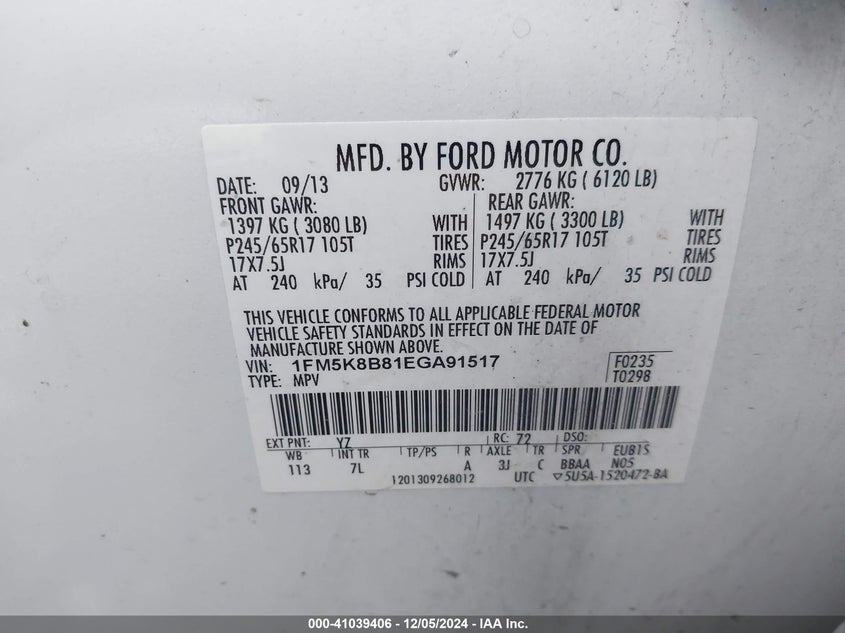 MFD. BY FORD MOTOR CO.
DATE: 09/13 GVWR: 2776 KG ( 6120 LB)
FRONT GAWR: REAR GAWR:
1397 KG ( 3080 LB) WITH 1497 KG ( 3300 LB) WITH
P245/65R17 105T TIRES P245/65R17 105T TIRES
17X7.5J RIMS 17X7.5J RIMS
AT 240 kPa/ 35 PSI COLD AT 240 kPa/ 35 PSI COLD
THIS VEHICLE CONFORMS TO ALL APPLICABLE FEDERAL MOTOR
VEHICLE SAFETY STANDARDS IN EFFECT ON THE DATE OF
MANUFACTURE SHOWN ABOVE.
VIN: 1FM5K8B81EGA91517 F0235
TYPE: MPV T0298
EXT PNT: YZ RC: 72 DSO:
WB INT TR TP/PS R AXLE TR SPR EUB1S
113 7L A 3J C BBAA N05
1201309268012 UTC ▽5U5A-1520472-BA
000-41039406 - 12/05/2024 - IAA Inc.